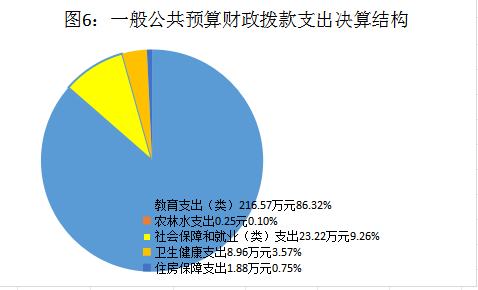 图6：一般公共预算财政拨款支出决算结构
教育支出（类）216.57万元86.32%
农林水支出0.25元0.10%
社会保障和就业（类）支出23.22万元9.26%
卫生健康支出8.96万元3.57%
住房保障支出1.88万元0.75%